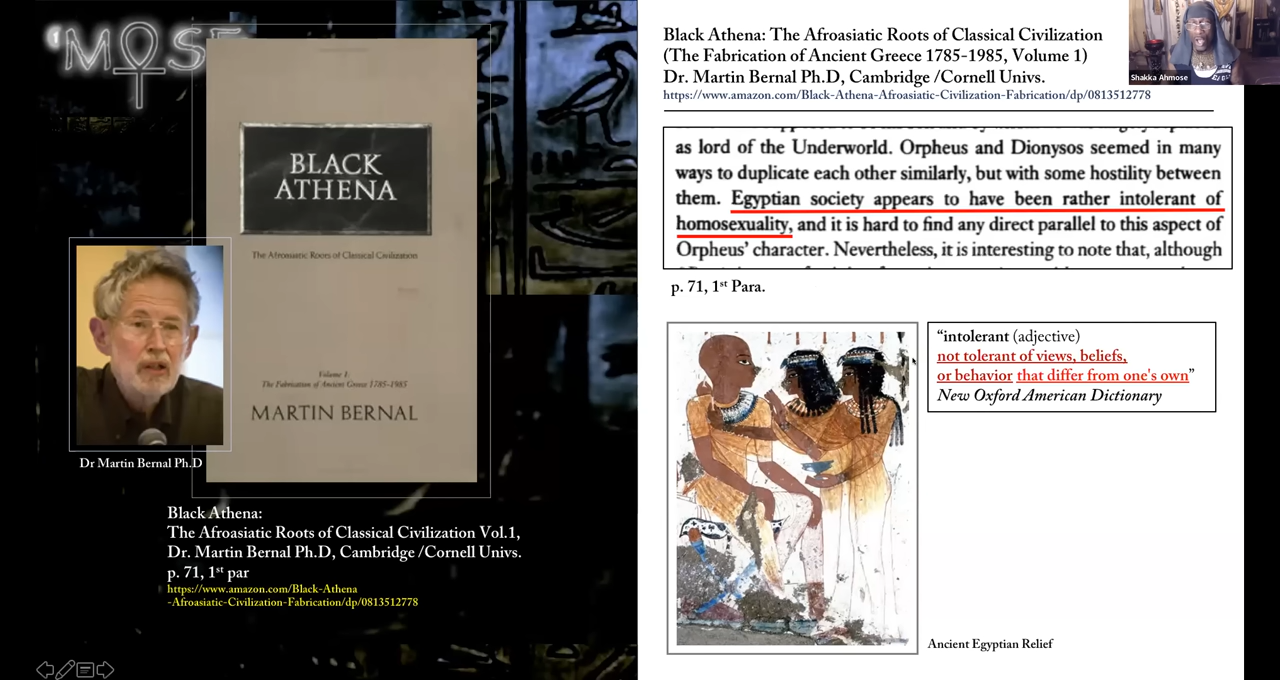 'MOSE
BLACK
ATHENA
The Afroasiatic Roots of Classical Civilization
Volume 1:
The Fabrication of Ancient Greece 1785-1985
MARTIN BERNAL
Dr Martin Bernal Ph.D
Black Athena:
The Afroasiatic Roots of Classical Civilization Vol.1,
Dr. Martin Bernal Ph.D, Cambridge /Cornell Univs.
p. 71, 1st par
https://www.amazon.com/Black-Athena
-Afroasiatic-Civilization-Fabrication/dp/0813512778
Black Athena: The Afroasiatic Roots of Classical Civilization
(The Fabrication of Ancient Greece 1785-1985, Volume 1)
Dr. Martin Bernal Ph.D, Cambridge /Cornell Univs.
https://www.amazon.com/Black-Athena-Afroasiatic-Civilization-Fabrication/dp/0813512778
Shakka Ahmose
as lord of the Underworld. Orpheus and Dionysos seemed in many
ways to duplicate each other similarly, but with some hostility between
them. Egyptian society appears to have been rather intolerant of
homosexuality, and it is hard to find any direct parallel to this aspect of
Orpheus' character. Nevertheless, it is interesting to note that, although
p. 71, 1st Para.
"intolerant (adjective)
not tolerant of views, beliefs,
or behavior that differ from one's own"
New Oxford American Dictionary
Ancient Egyptian Relief